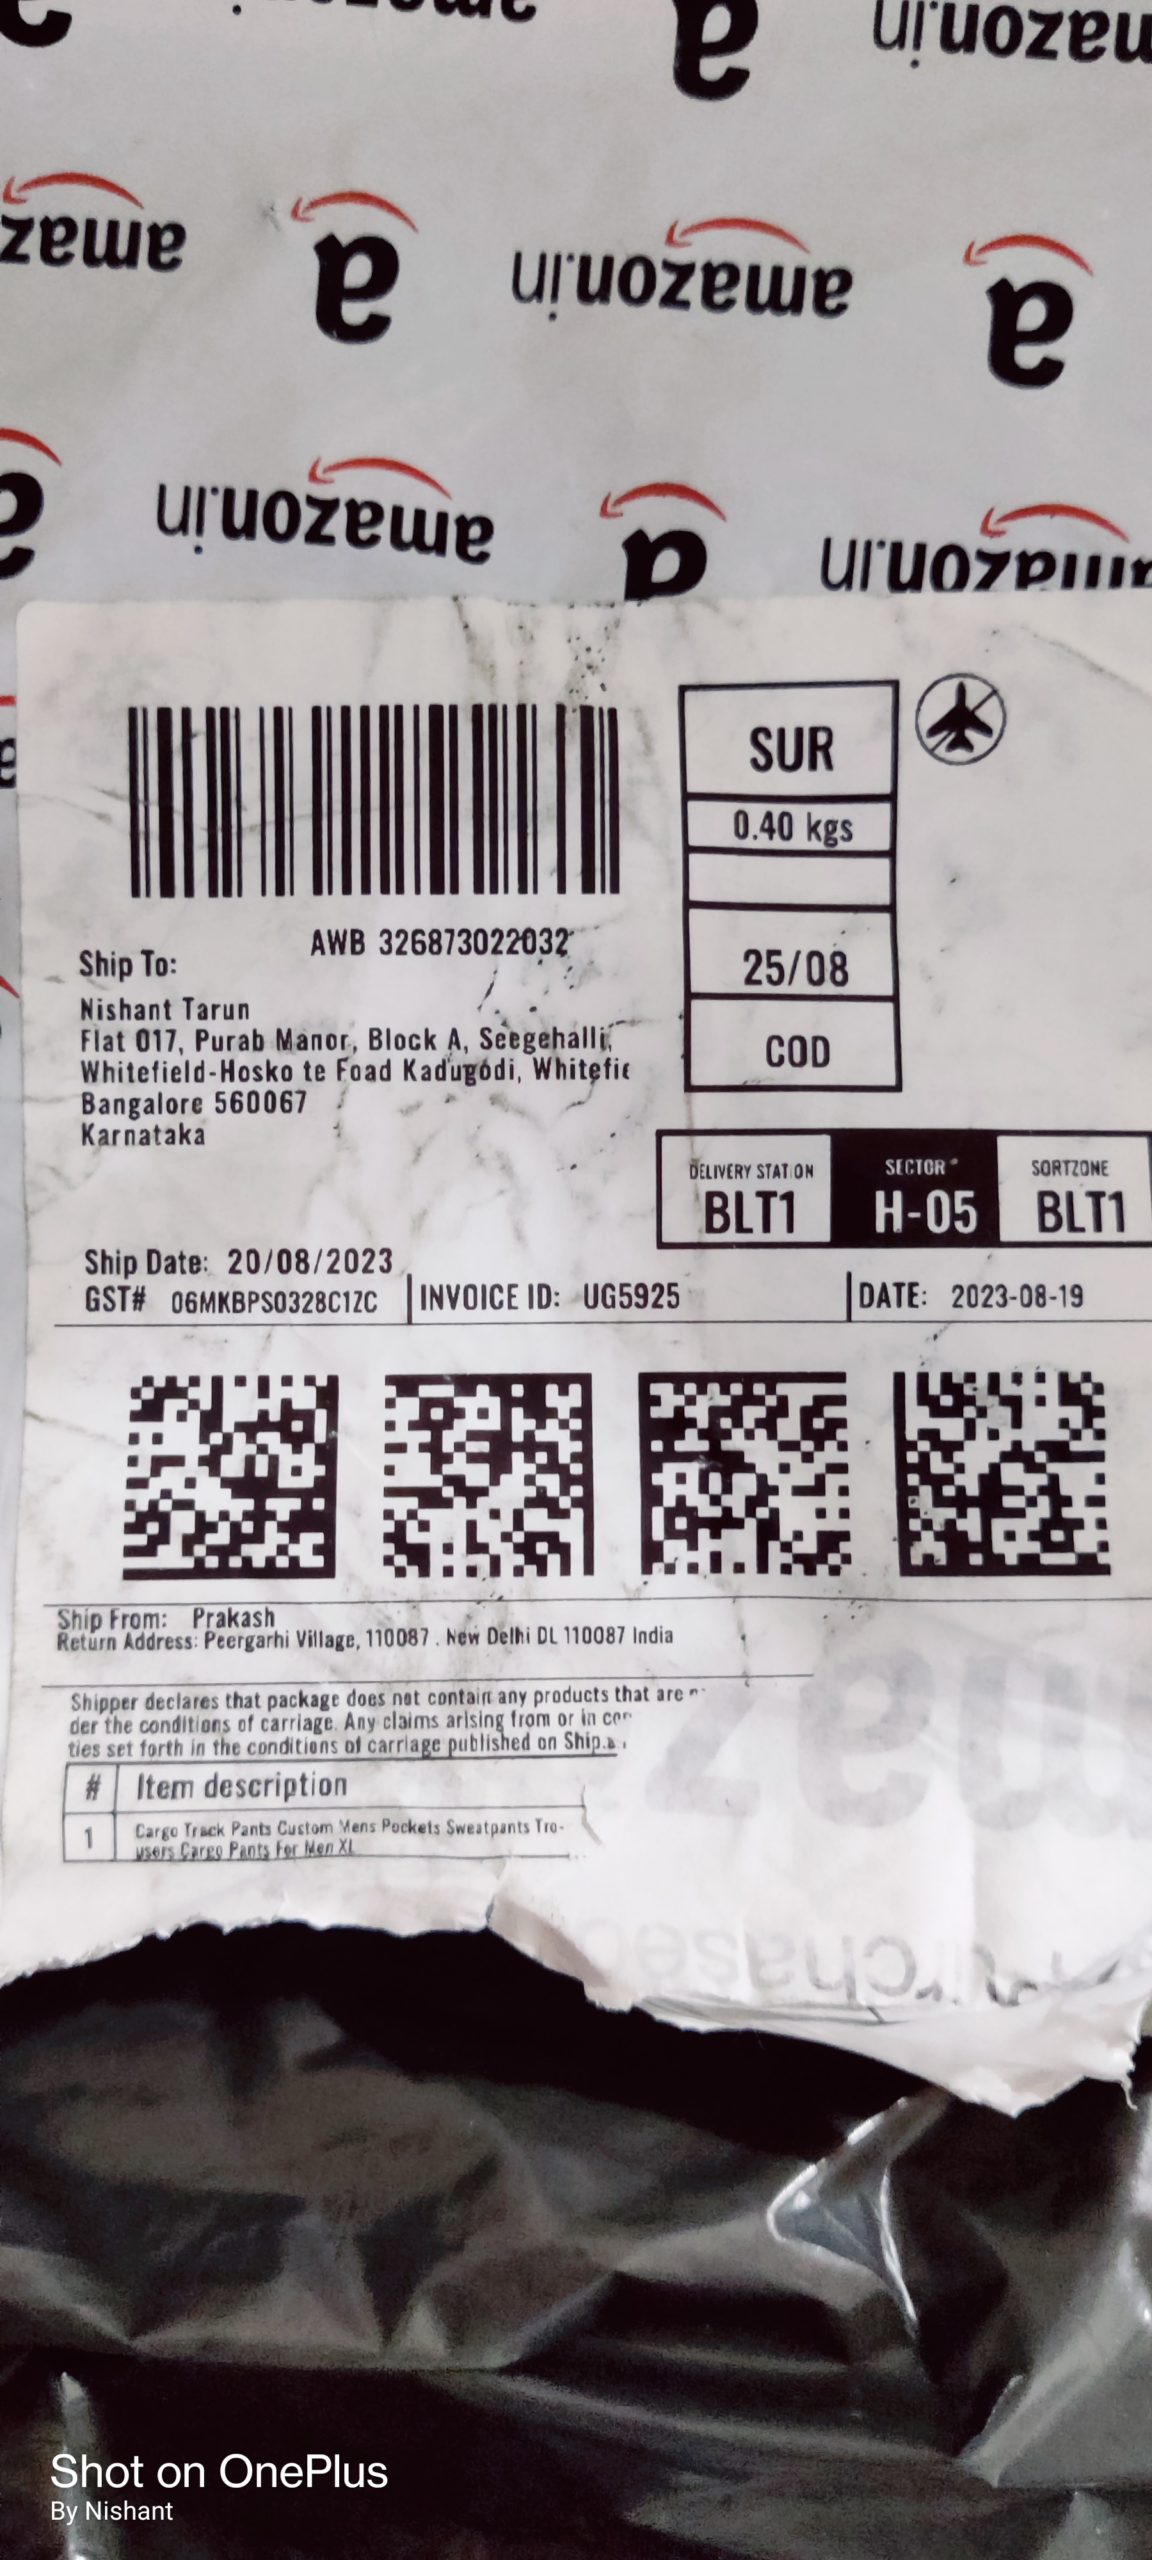 amazon.in
a
amazon.in
amaz
a
amazon.in
a
a
amazon.in
a
amazon.in
SUR
0.40 kgs
25/08
COD
AWB 326873022032
Ship To:
Nishant Tarun
Flat 017, Purab Manor, Block A, Seegehalli,
Whitefield-Hosko te Foad Kadugodi, Whitefie
Bangalore 560067
Karnataka
DELIVERY STATION SECTOR SORTZONE
BLT1 H-05 BLT1
Ship Date: 20/08/2023
GST# 06MKBPS0328C1ZC INVOICE ID: UG5925 DATE: 2023-08-19
Ship From: Prakash
Return Address: Peergarhi Village, 110087 . New Delhi DL 110087 India
Shipper declares that package does not contain any products that are
der the conditions of carriage. Any claims arising from or in con
ties set forth in the conditions of carriage published on Ship.a
# Item description
1 Cargo Track Pants Custom Mens Pockets Sweatpants Tro-
users Cargo Pants For Men XL
Shot on OnePlus
By Nishant